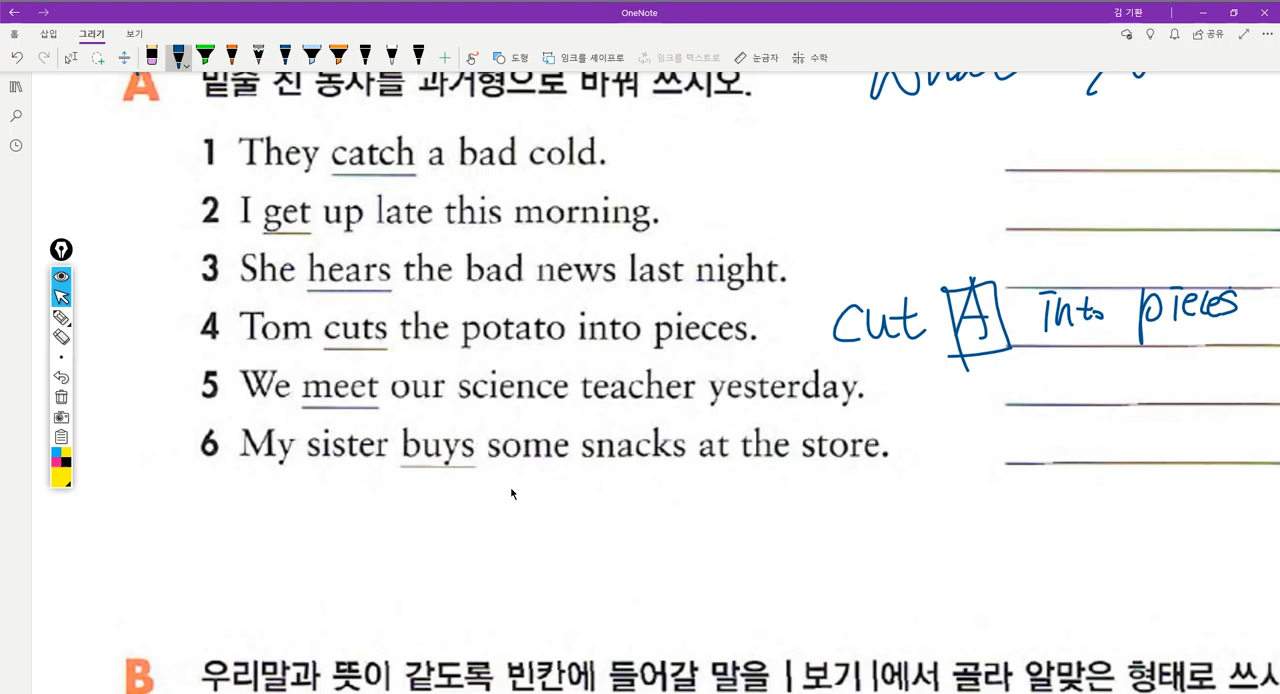 OneNote
김 기환
홈 삽입 그리기 보기
공유
도형 잉크를 셰이프로 잉크를 텍스트로 눈금자 수학
A 밑줄 친 동사를 과거형으로 바꿔 쓰시오.
1 They catch a bad cold.
2 I get up late this morning.
3 She hears the bad news last night.
4 Tom cuts the potato into pieces.
cut A into pieces
5 We meet our science teacher yesterday.
6 My sister buys some snacks at the store.
B 우리말과 뜻이 같도록 빈칸에 들어갈 말을 |보기|에서 골라 알맞은 형태로 쓰시